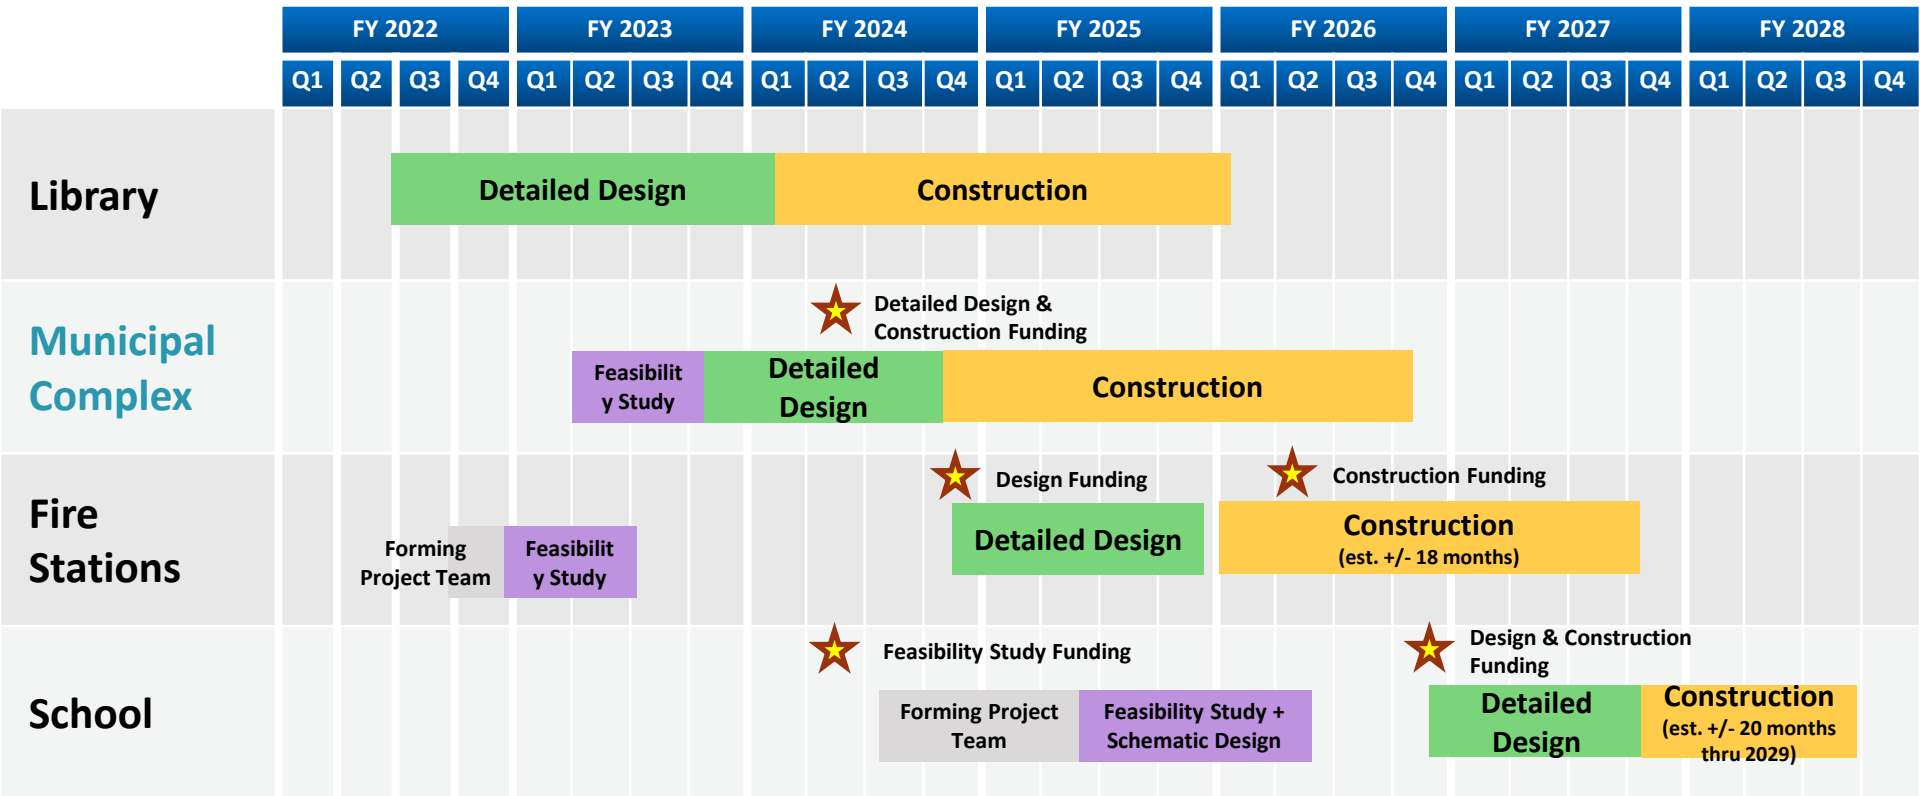 FY 2022 FY 2023 FY 2024 FY 2025 FY 2026 FY 2027 FY 2028
Q1 Q2 Q3 Q4 Q1 Q2 Q3 Q4 Q1 Q2 Q3 Q4 Q1 Q2 Q3 Q4 Q1 Q2 Q3 Q4 Q1 Q2 Q3 Q4 Q1 Q2 Q3 Q4
Library
Detailed Design
Construction
Municipal
Complex
Detailed Design &
Construction Funding
Feasibilit
y Study
Detailed
Design
Construction
Fire
Stations
Design Funding
Construction Funding
Forming
Project Team
Feasibilit
y Study
Detailed Design
Construction
(est. +/- 18 months)
School
Feasibility Study Funding
Design & Construction
Funding
Forming Project
Team
Feasibility Study +
Schematic Design
Detailed
Design
Construction
(est. +/- 20 months
thru 2029)